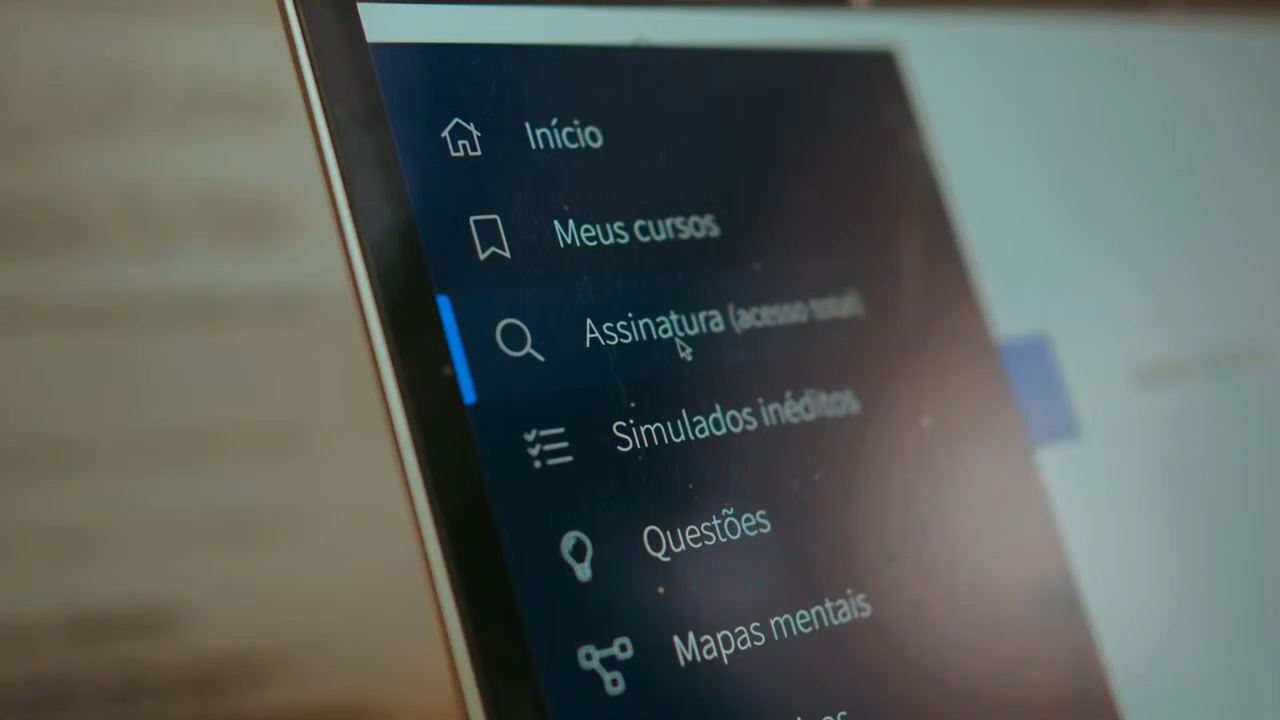 Início
Meus cursos
Assinatura (acesso total)
Simulados inéditos
Questões
Mapas mentais